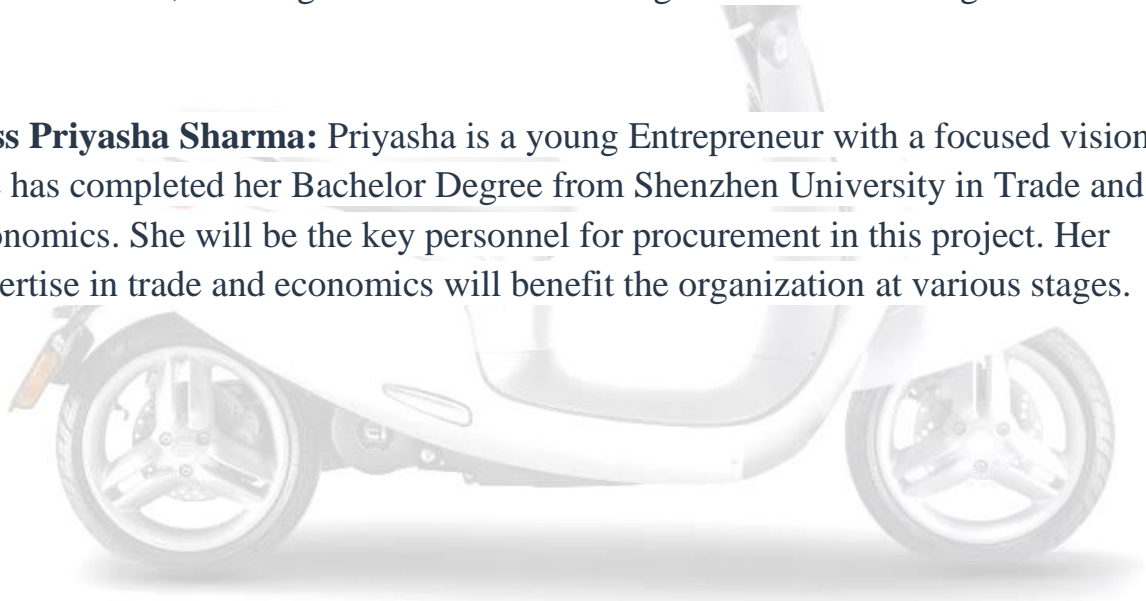 ss Priyasha Sharma: Priyasha is a young Entrepreneur with a focused vision
has completed her Bachelor Degree from Shenzhen University in Trade and
onomics. She will be the key personnel for procurement in this project. Her
ertise in trade and economics will benefit the organization at various stages.